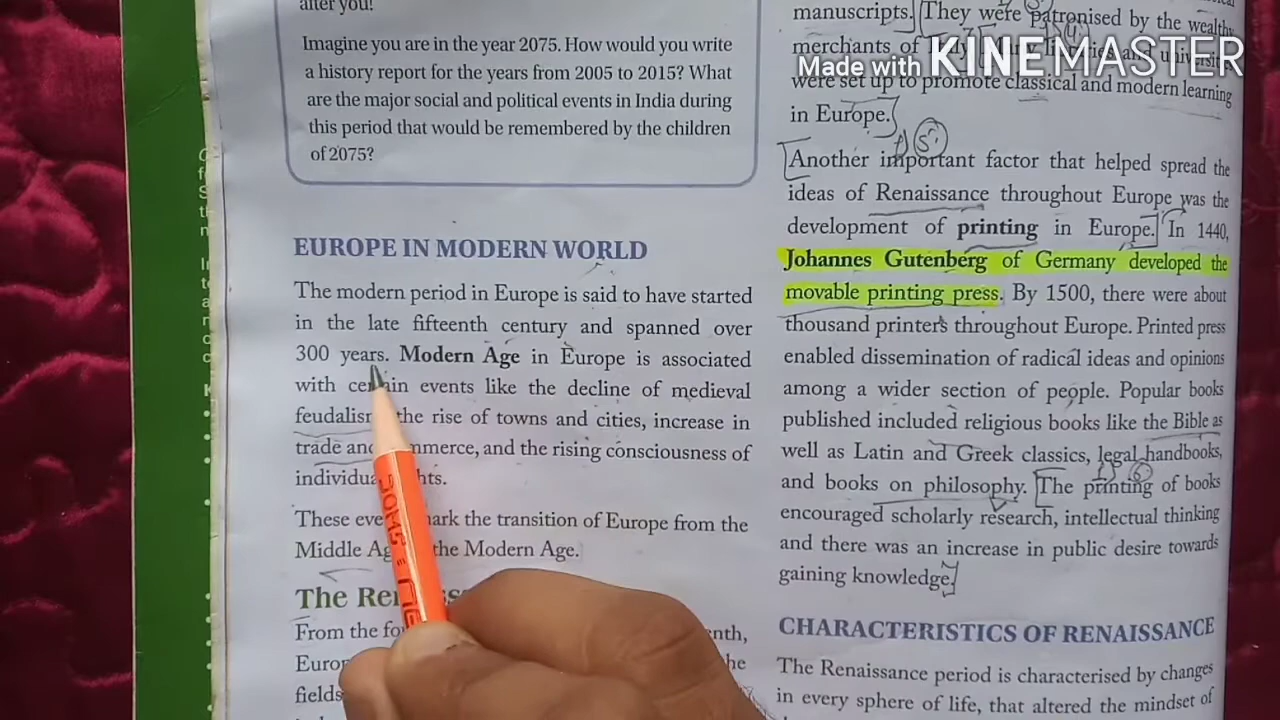 after you!
Imagine you are in the year 2075. How would you write
a history report for the years from 2005 to 2015? What
are the major social and political events in India during
this period that would be remembered by the children
of 2075?
EUROPE IN MODERN WORLD
The modern period in Europe is said to have started
in the late fifteenth century and spanned over
300 years. Modern Age in Europe is associated
with certain events like the decline of medieval
feudalism the rise of towns and cities, increase in
trade and commerce, and the rising consciousness of
individual rights.
These events mark the transition of Europe from the
Middle Age the Modern Age.
The
From the
Europ
fields
manuscripts. They were patronised by the wealthy
merchants of
were set up to promote classical and modern learning
in Europe.
Another important factor that helped spread the
ideas of Renaissance throughout Europe was the
development of printing in Europe. In 1440,
Johannes Gutenberg of Germany developed the
movable printing press. By 1500, there were about
thousand printers throughout Europe. Printed press
enabled dissemination of radical ideas and opinions
among a wider section of people. Popular books
published included religious books like the Bible as
well as Latin and Greek classics, legal handbooks,
and books on philosophy. The printing of books
encouraged scholarly research, intellectual thinking
and there was an increase in public desire towards
gaining knowledge.
CHARACTERISTICS OF RENAISSANCE
The Renaissance period is characterised by changes
in every sphere of life, that altered the mindset of
Made with KINEMASTER